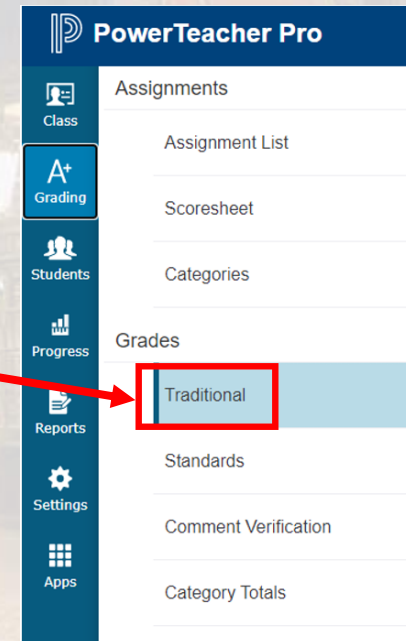 PowerTeacher Pro
Class
A+
Grading
Students
Progress
Reports
Settings
Apps
Assignments
Assignment List
Scoresheet
Categories
Grades
Traditional
Standards
Comment Verification
Category Totals